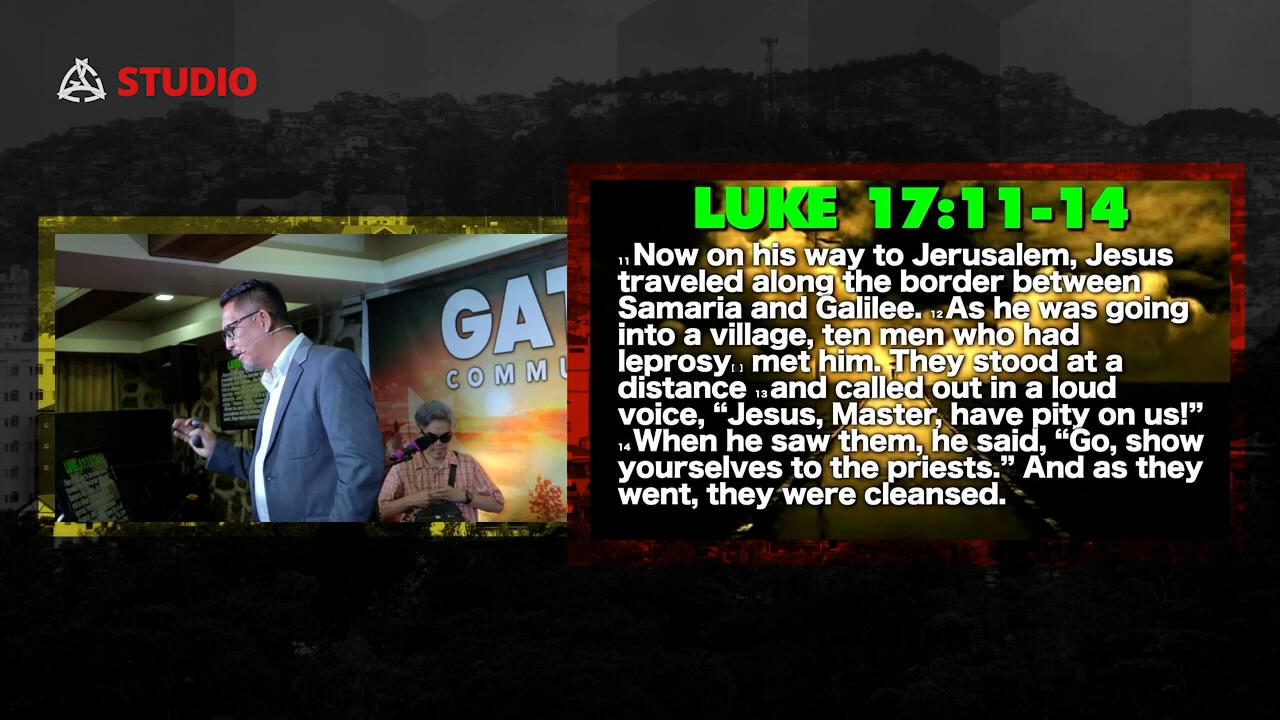 STUDIO
GAT
COMMU
LUKE 17:11-14
11 Now on his way to Jerusalem, Jesus
traveled along the border between
Samaria and Galilee. 12 As he was going
into a village, ten men who had
leprosy[ ] met him. They stood at a
distance 13 and called out in a loud
voice, “Jesus, Master, have pity on us!”
14 When he saw them, he said, “Go, show
yourselves to the priests.” And as they
went, they were cleansed.